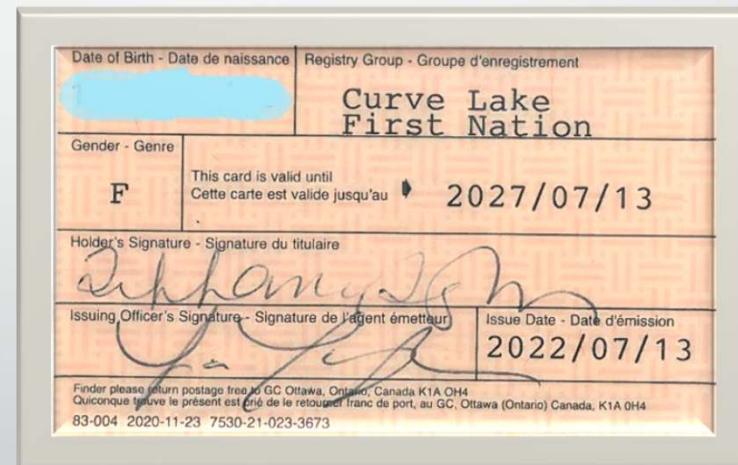 Date of Birth - Date de naissance
Registry Group - Groupe d'enregistrement
Curve Lake
First Nation
Gender - Genre
F
This card is valid until
Cette carte est valide jusqu'au
2027/07/13
Holder's Signature - Signature du titulaire
Issuing Officer's Signature - Signature de l'agent émetteur
Issue Date - Date d'émission
2022/07/13
Finder please return postage free to GC Ottawa, Ontario, Canada K1A OH4
Quiconque trouve le présent est prié de le retourner franc de port, au GC, Ottawa (Ontario) Canada, K1A 0H4
83-004 2020-11-23 7530-21-023-3673